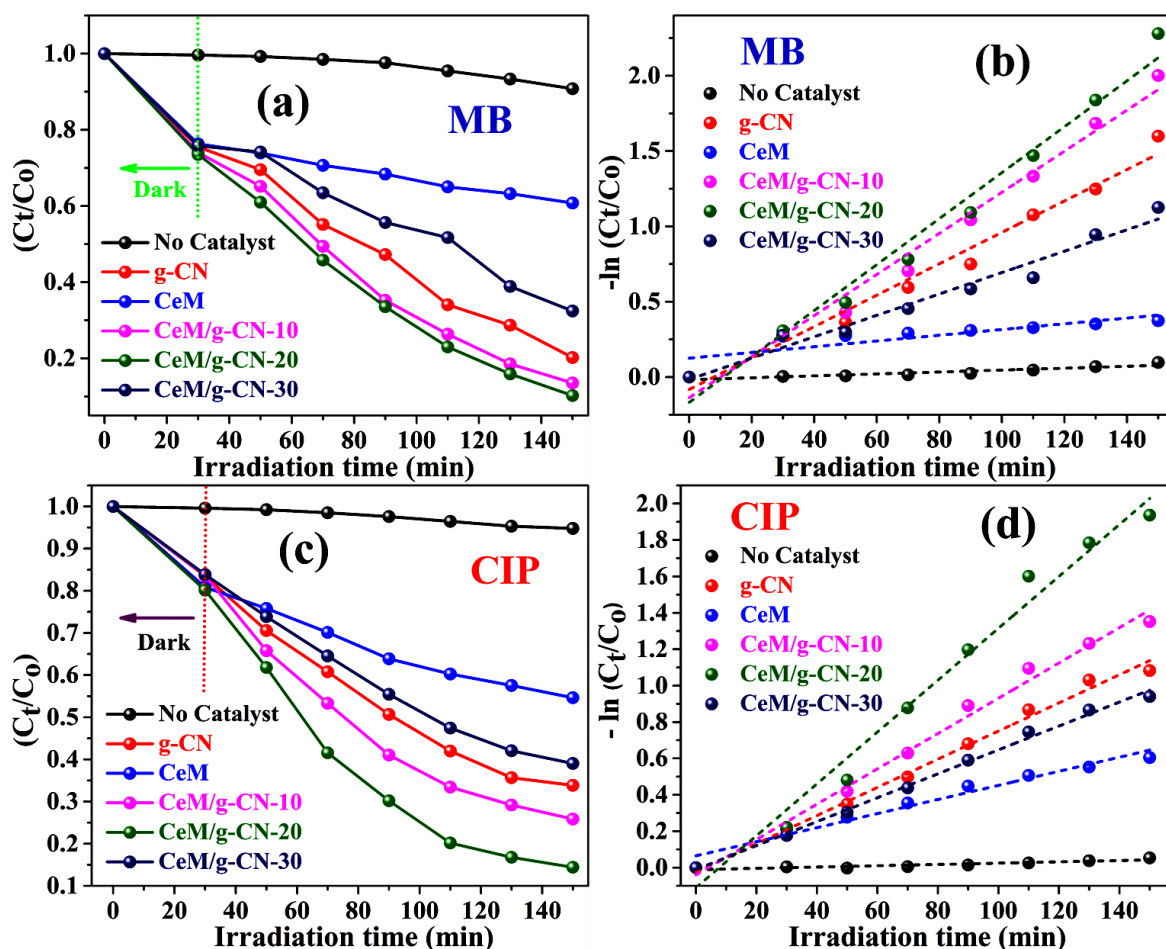 (a)
MB
Dark
No Catalyst
g-CN
CeM
CeM/g-CN-10
CeM/g-CN-20
CeM/g-CN-30
(Ct/Co)
1.0
0.8
0.6
0.4
0.2
0 20 40 60 80 100 120 140
Irradiation time (min)
MB
(b)
No Catalyst
g-CN
CeM
CeM/g-CN-10
CeM/g-CN-20
CeM/g-CN-30
-ln (Ct/Co)
2.0
1.5
1.0
0.5
0.0
0 20 40 60 80 100 120 140
Irradiation time (min)
(c)
CIP
Dark
No Catalyst
g-CN
CeM
CeM/g-CN-10
CeM/g-CN-20
CeM/g-CN-30
(Ct/Co)
1.0
0.9
0.8
0.7
0.6
0.5
0.4
0.3
0.2
0.1
0 20 40 60 80 100 120 140
Irradiation time (min)
CIP
(d)
No Catalyst
g-CN
CeM
CeM/g-CN-10
CeM/g-CN-20
CeM/g-CN-30
- ln (Ct/Co)
2.0
1.8
1.6
1.4
1.2
1.0
0.8
0.6
0.4
0.2
0.0
0 20 40 60 80 100 120 140
Irradiation time (min)